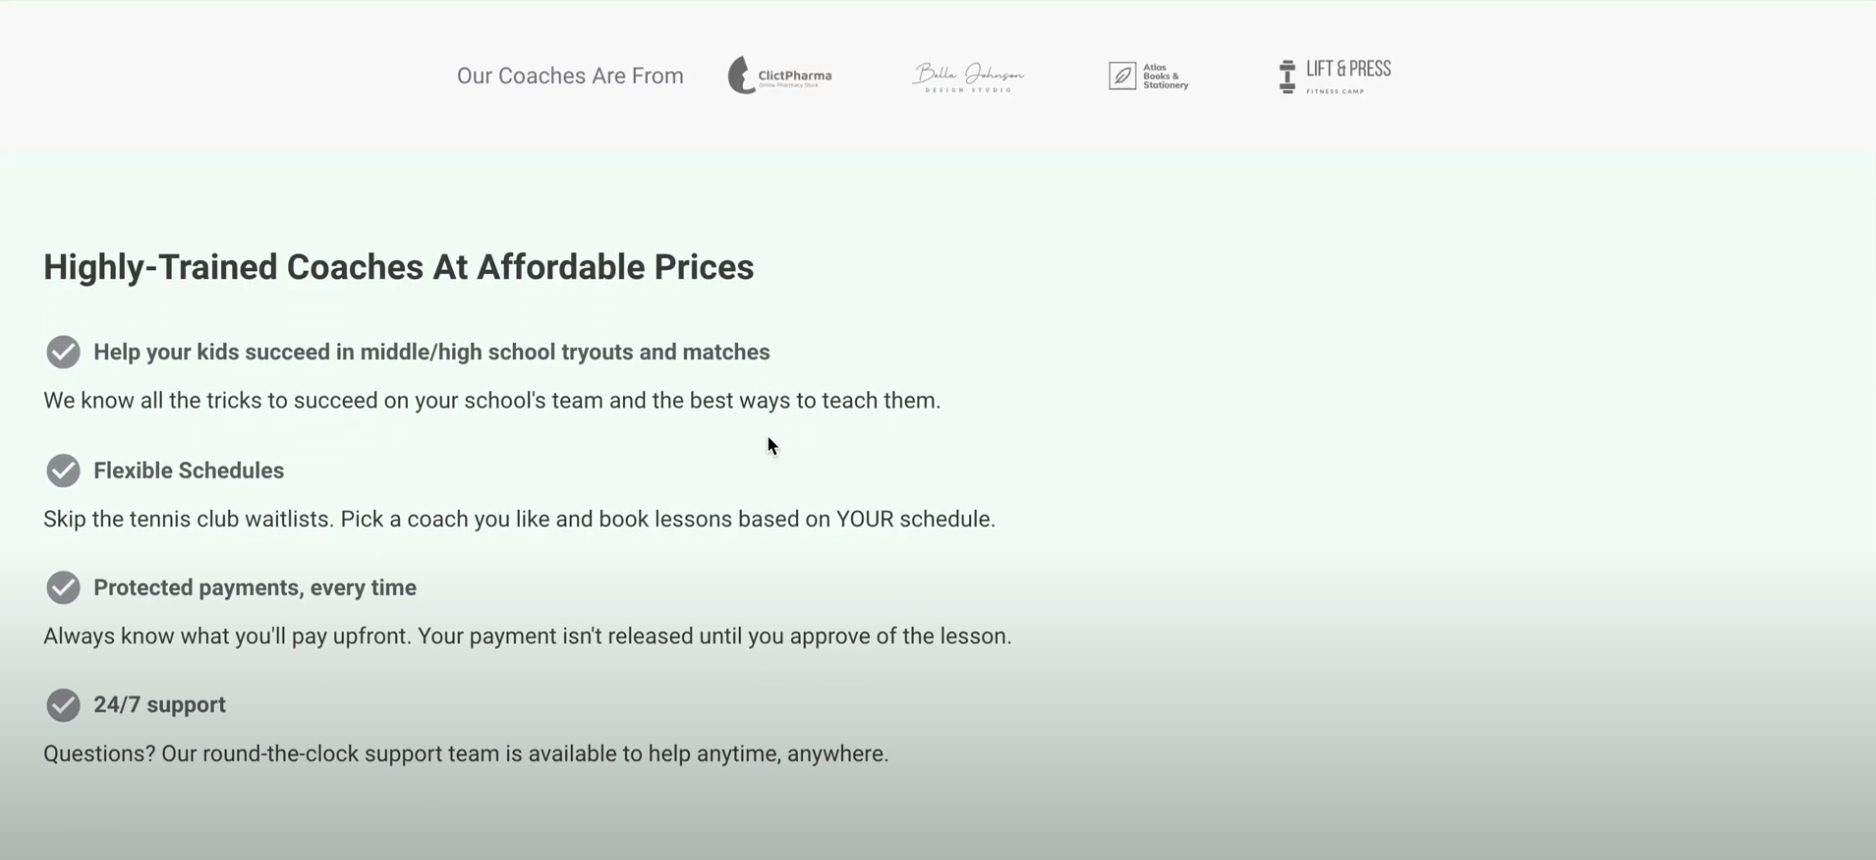 Our Coaches Are From
ClictPharma
Online Pharmacy Store
Bella Johnson
DESIGN STUDIO
Atlas
Books &
Stationery
LIFT & PRESS
FITNESS CAMP
Highly-Trained Coaches At Affordable Prices
Help your kids succeed in middle/high school tryouts and matches
We know all the tricks to succeed on your school's team and the best ways to teach them.
Flexible Schedules
Skip the tennis club waitlists. Pick a coach you like and book lessons based on YOUR schedule.
Protected payments, every time
Always know what you'll pay upfront. Your payment isn't released until you approve of the lesson.
24/7 support
Questions? Our round-the-clock support team is available to help anytime, anywhere.